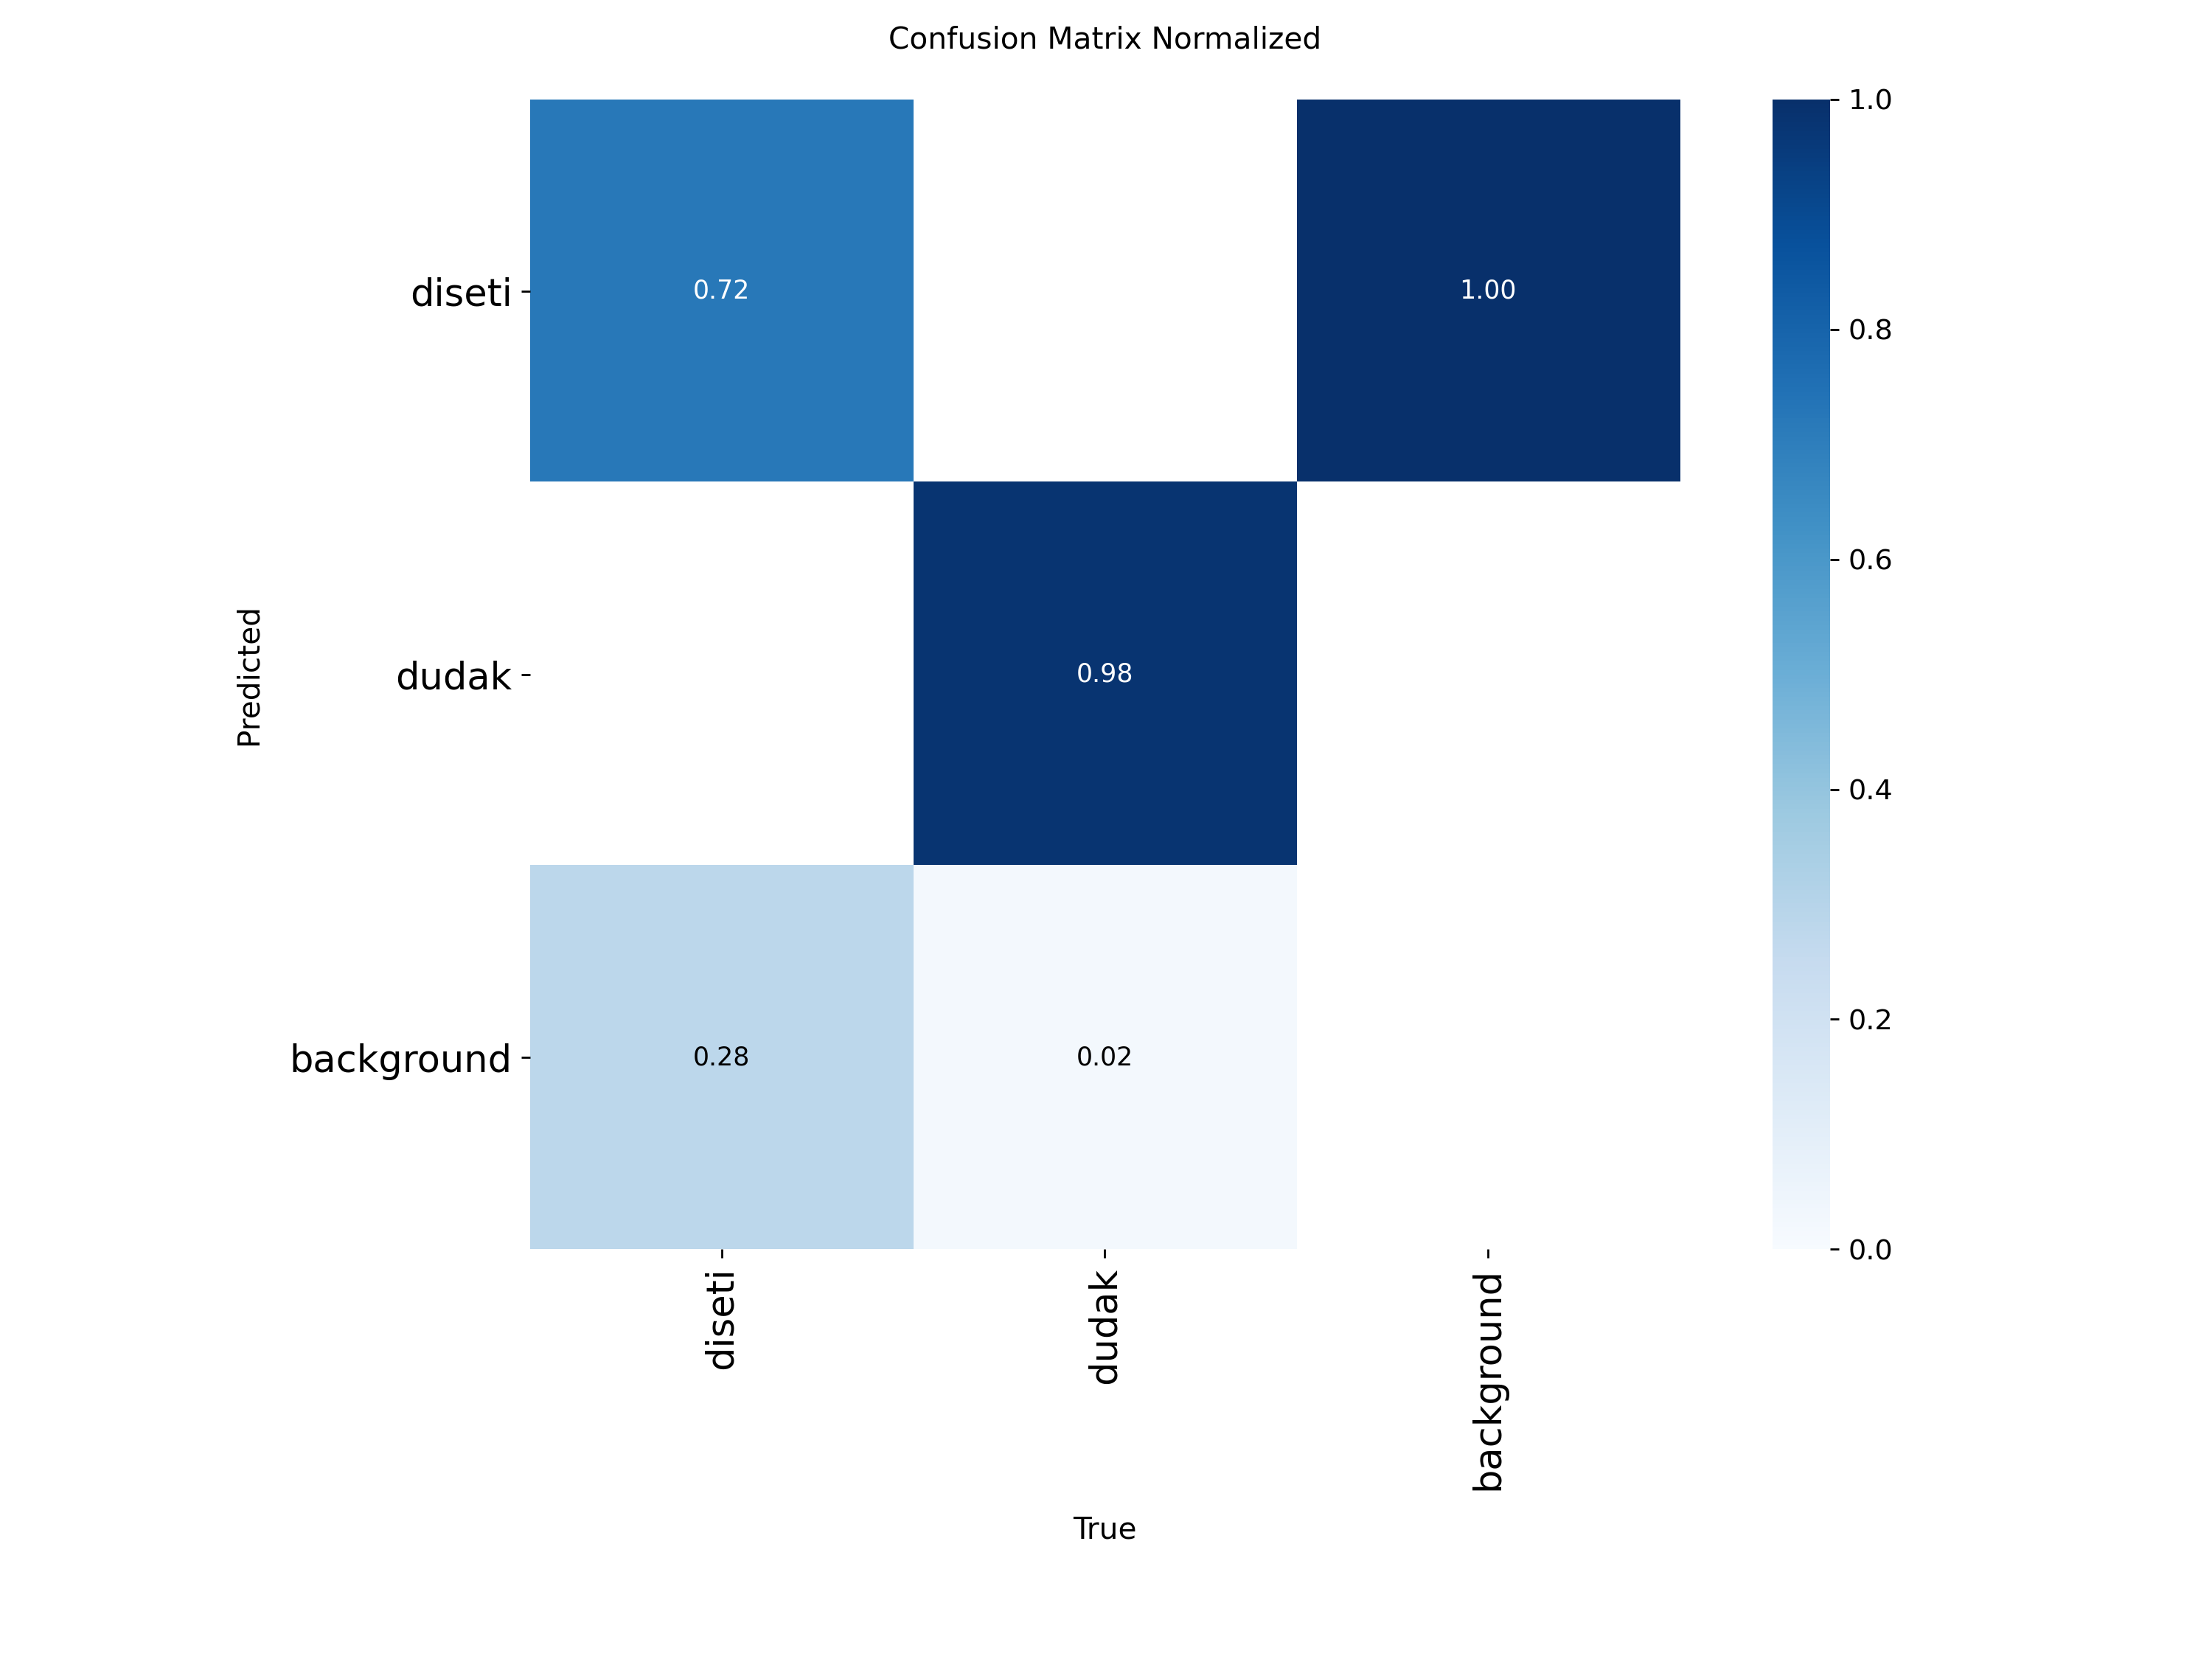 Confusion Matrix Normalized
1.0
diseti
0.72
1.00
0.8
0.6
Predicted
dudak
0.98
0.4
background
0.28
0.02
0.2
0.0
diseti
dudak
background
True